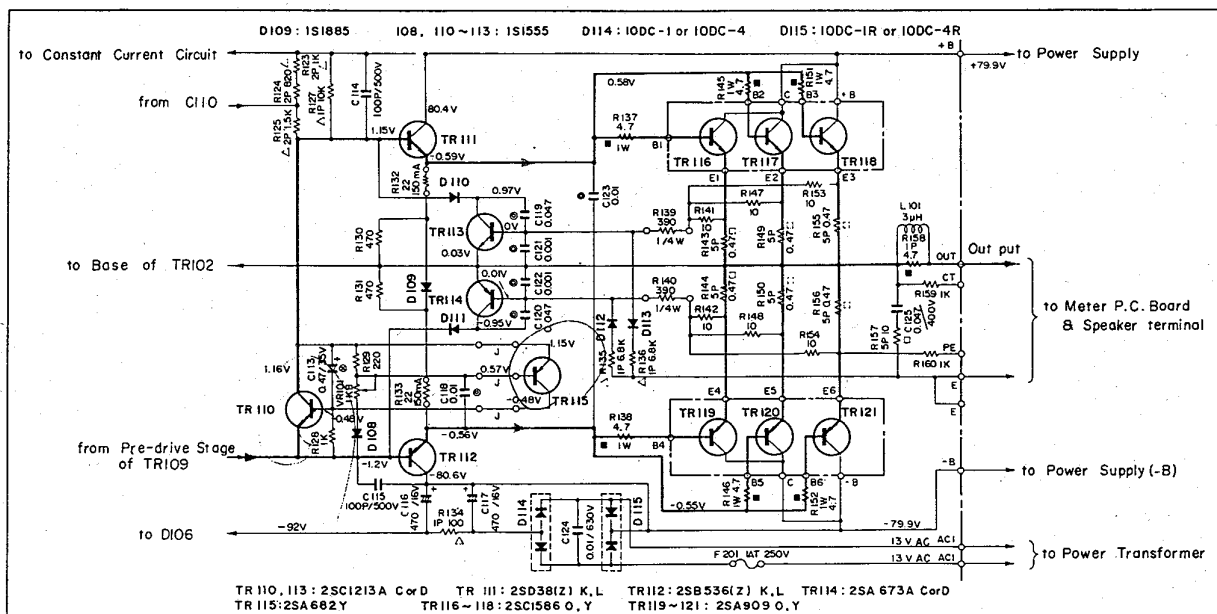 D109: 1S1885 108, 110~113: 1S1555 D114: 10DC-1 or 10DC-4 D115: 10DC-1R or 10DC-4R
to Constant Current Circuit
+B
to Power Supply
+79.9V
R123 2P 1K
R124 2P 820
R127 1P 10K
C114 100P/500V
from C110
R125 2P 1.5K
80.4V
1.15V
TR111
-0.59V
0.58V
R145 1W 4.7
B2
C
B3
R151 1W 4.7
+B
R137 4.7 1W
B1
TR116
TR117
TR118
E1
E2
E3
R132 22 150mA
D110
0.97V
C119 0.047
C123 0.01
TR113
0V
0.03V
C121 0.001
R139 390 1/4W
R141 10
R147 10
R153 10
R143 5P 0.47
R149 5P 0.47
R155 5P 0.47
L101 3μH
R158 1P 4.7
OUT
Out put
R130 470
to Base of TR102
R131 470
D109
0.01V
TR114
C122 0.001
C120 0.047
D111
-0.95V
R140 390 1/4W
R142 10
R144 5P 0.47
R148 10
R150 5P 0.47
R154 10
R156 5P 0.47
CT
R159 1K
C125 0.047 400V
R157 5P 10
PE
R160 1K
E
E
to Meter P.C. Board
& Speaker terminal
D112
D113
R135 1P 6.8K
R136 1P 6.8K
J
J
J
1.15V
0.57V
-0.48V
TR115
1.16V
C113 0.47/35V
R129 220
VR101 1KB
R133 22 150mA
C118 0.01
TR110
-0.48V
R128 1K
D108
-0.56V
from Pre-drive Stage
of TR109
-1.2V
TR112
-80.6V
R138 4.7 1W
B4
E4
E5
E6
TR119
TR120
TR121
R146 1W 4.7
B5
C
B6
R152 1W 4.7
-B
-0.55V
-B
to Power Supply (-B)
C115 100P/500V
C116 470/16V
C117 470/16V
R134 1P 100
D114
D115
C124 0.01/630V
to D106
-92V
-79.9V
13V AC AC1
F201 1AT 250V
13V AC AC1
to Power Transformer
TR110, 113: 2SC1213A C or D TR 111: 2SD381(Z) K,L TR112: 2SB536(Z) K,L TR114: 2SA673A C or D
TR115: 2SA682Y TR116~118: 2SC1586 O, Y TR119~121: 2SA909 O, Y